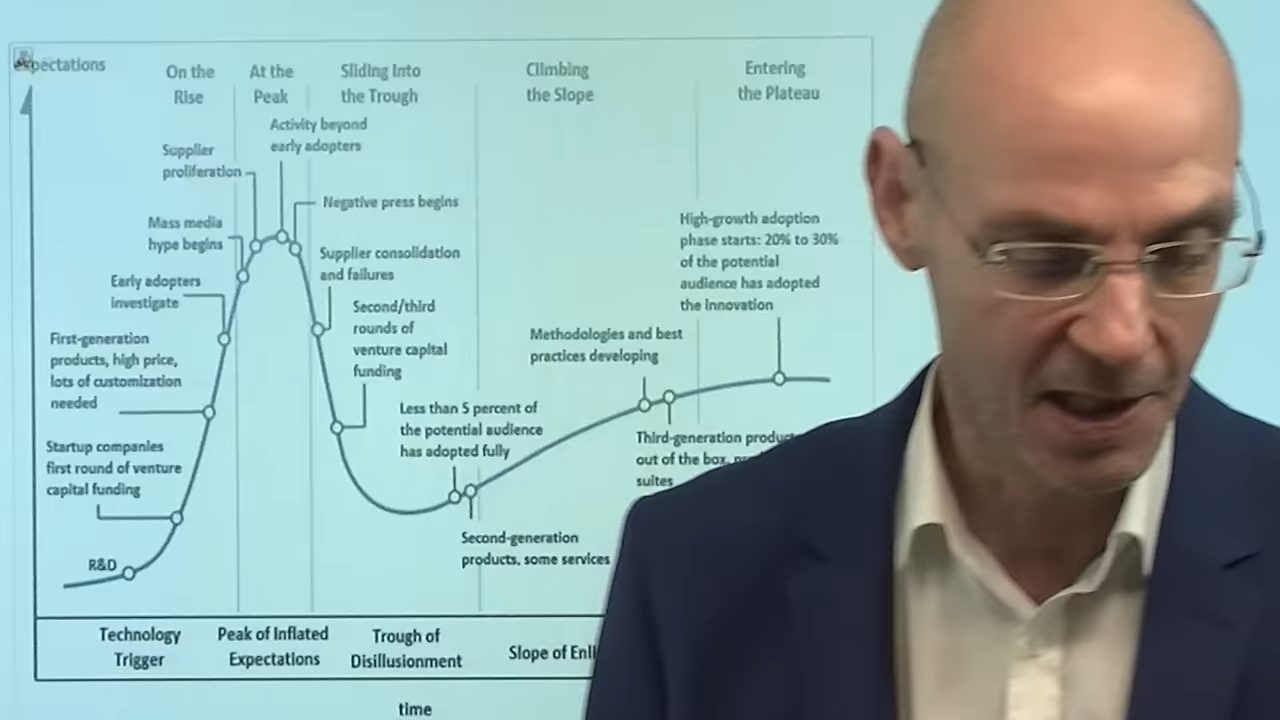 expectations
On the
Rise
At the
Peak
Sliding Into
the Trough
Climbing
the Slope
Entering
the Plateau
Activity beyond
early adopters
Supplier
proliferation
Negative press begins
Mass media
hype begins
High-growth adoption
phase starts: 20% to 30%
of the potential
audience has adopted
the innovation
Supplier consolidation
and failures
Early adopters
investigate
Second/third
rounds of
venture capital
funding
First-generation
products, high price,
lots of customization
needed
Methodologies and best
practices developing
Less than 5 percent of
the potential audience
has adopted fully
Third-generation
out of the box,
suites
Startup companies
first round of venture
capital funding
Second-generation
products, some services
R&D
Technology
Trigger
Peak of Inflated
Expectations
Trough of
Disillusionment
Slope of
time